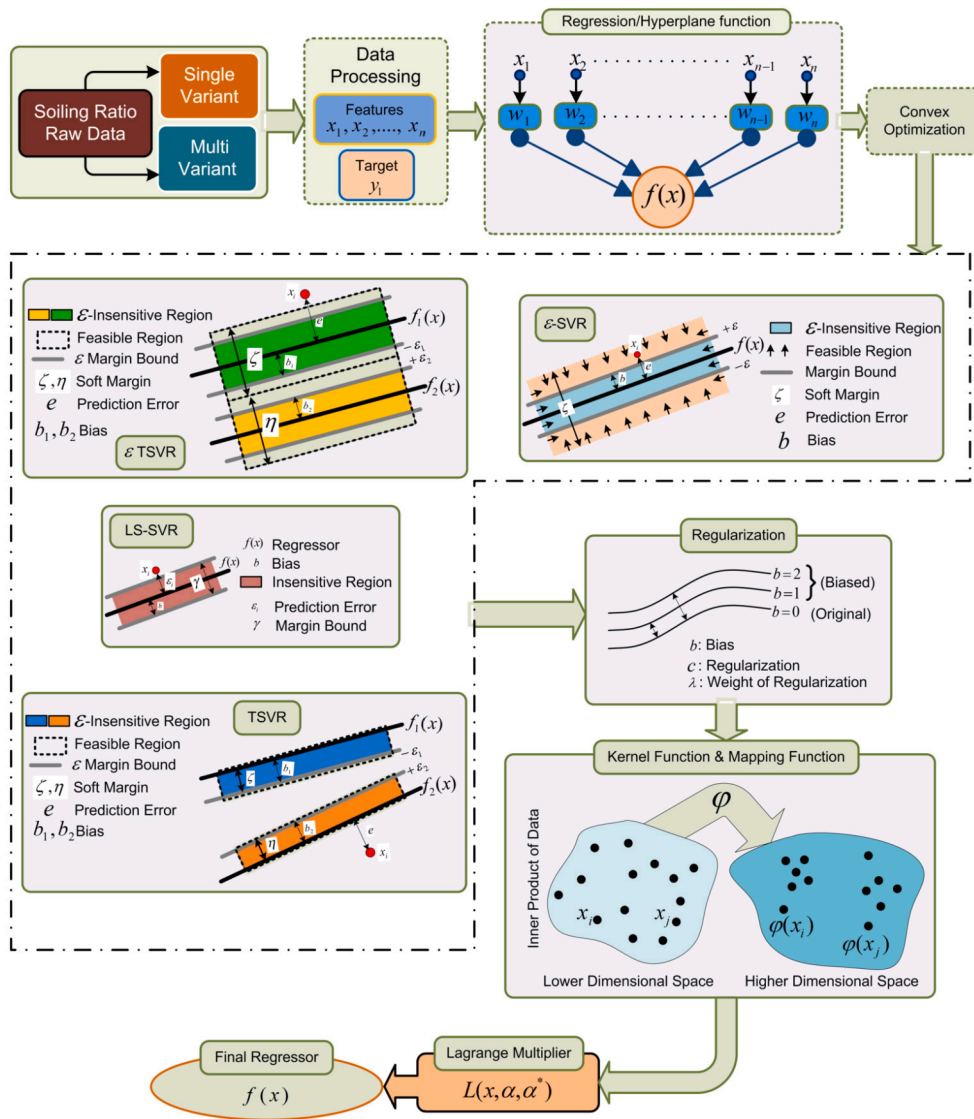 Soiling Ratio
Raw Data
Single
Variant
Multi
Variant
Data
Processing
Features
x₁, x₂,...., xₙ
Target
y₁
Regression/Hyperplane function
x₁
x₂
xₙ₋₁
xₙ
w₁
w₂
wₙ₋₁
wₙ
f(x)
Convex
Optimization
ε-Insensitive Region
Feasible Region
ε Margin Bound
ζ,η Soft Margin
e Prediction Error
b₁,b₂ Bias
ε TSVR
xᵢ
e
f₁(x)
ζ
b₁
-ε₁
+ε₂
f₂(x)
b₂
η
ε-SVR
ε-Insensitive Region
Feasible Region
Margin Bound
ζ Soft Margin
e Prediction Error
b Bias
+ε
f(x)
xᵢ
e
b
-ε
ζ
LS-SVR
f(x) Regressor
b Bias
Insensitive Region
εᵢ Prediction Error
γ Margin Bound
xᵢ
εᵢ
f(x)
γ
b
TSVR
ε-Insensitive Region
Feasible Region
ε Margin Bound
ζ,η Soft Margin
e Prediction Error
b₁,b₂ Bias
f₁(x)
-ε₁
ζ
b₁
+ε₂
f₂(x)
b₂
η
e
xᵢ
Regularization
b=2
b=1
} (Biased)
b=0 (Original)
b: Bias
c: Regularization
λ: Weight of Regularization
Kernel Function & Mapping Function
φ
Inner Product of Data
xᵢ
xⱼ
φ(xᵢ)
φ(xⱼ)
Lower Dimensional Space
Higher Dimensional Space
Final Regressor
f(x)
Lagrange Multiplier
L(x,α,α*)